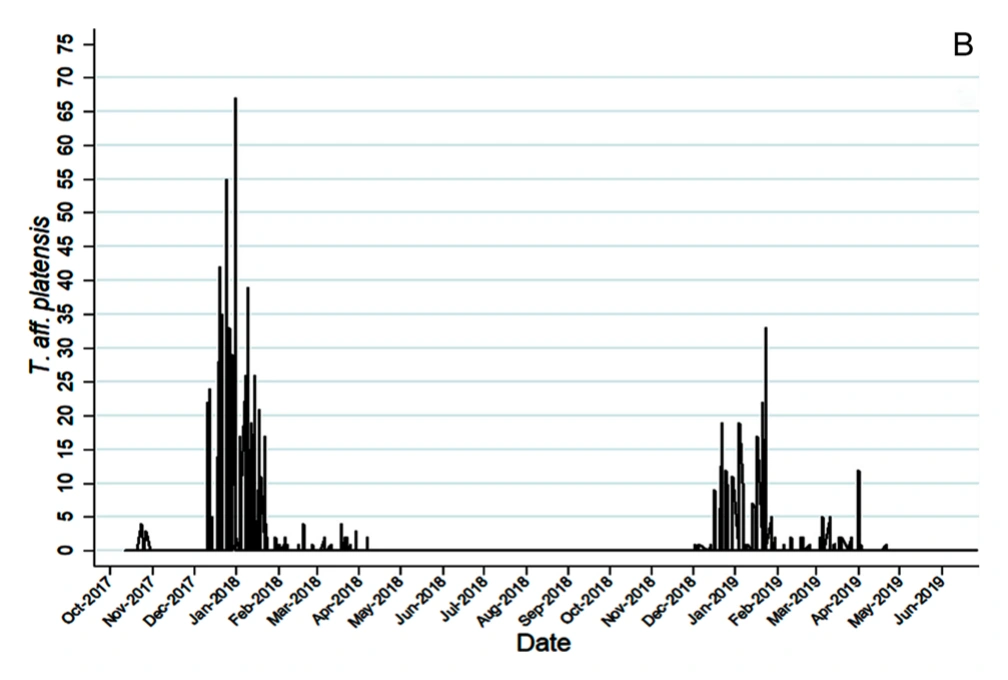 B
T. aff. platensis
75
70
65
60
55
50
45
40
35
30
25
20
15
10
5
0
Oct-2017
Nov-2017
Dec-2017
Jan-2018
Feb-2018
Mar-2018
Apr-2018
May-2018
Jun-2018
Jul-2018
Aug-2018
Sep-2018
Oct-2018
Nov-2018
Dec-2018
Jan-2019
Feb-2019
Mar-2019
Apr-2019
May-2019
Jun-2019
Date